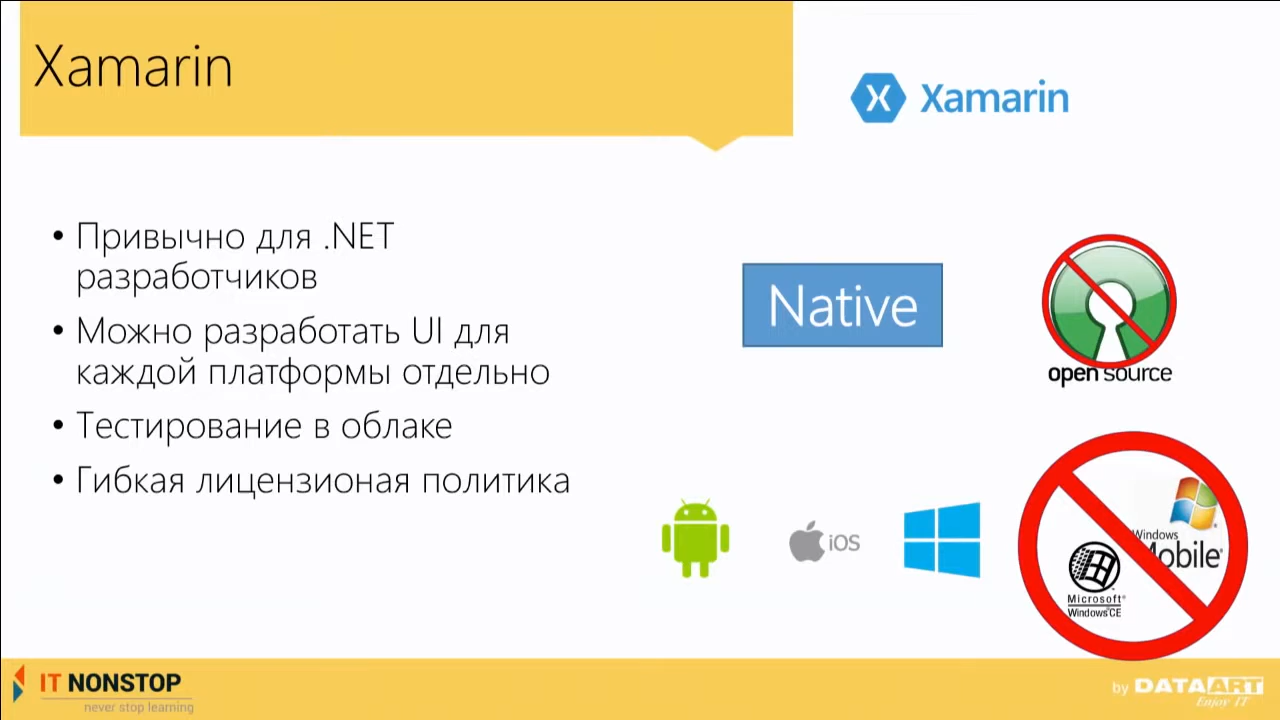 Xamarin
Xamarin
• Привычно для .NET
разработчиков
• Можно разработать UI для
каждой платформы отдельно
• Тестирование в облаке
• Гибкая лицензионая политика
Native
open source
iOS
Windows
Mobile
Microsoft
Windows CE
IT NONSTOP
never stop learning
by DATAART
Enjoy IT